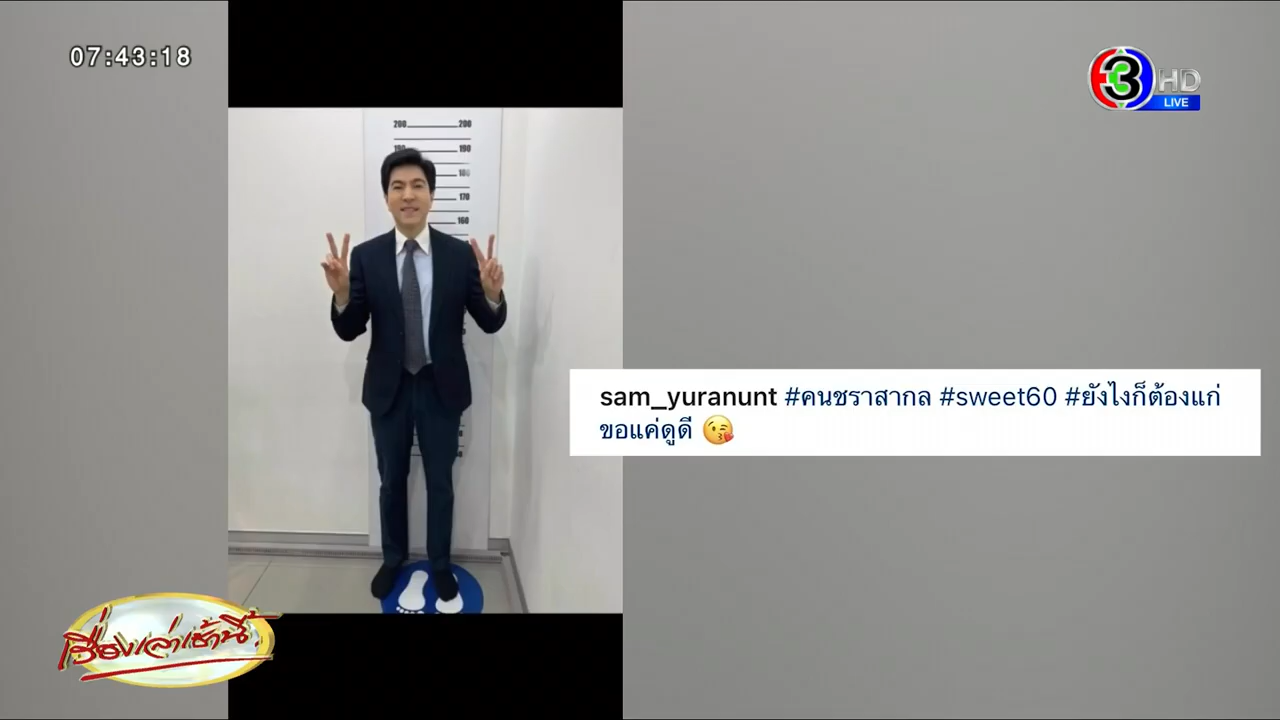 07:43:18
3 HD
LIVE
200 200
190 190
180
170
160
sam_yuranunt #คนชราสากล #sweet60 #ยังไงก็ต้องแก่
ขอแค่ดูดี 😘
เรื่องเล่าเช้านี้